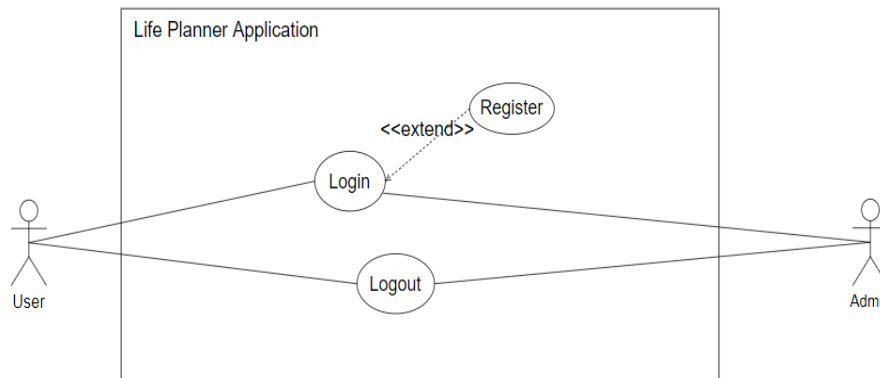 Life Planner Application
Register
<<extend>>
Login
Logout
User
Adm